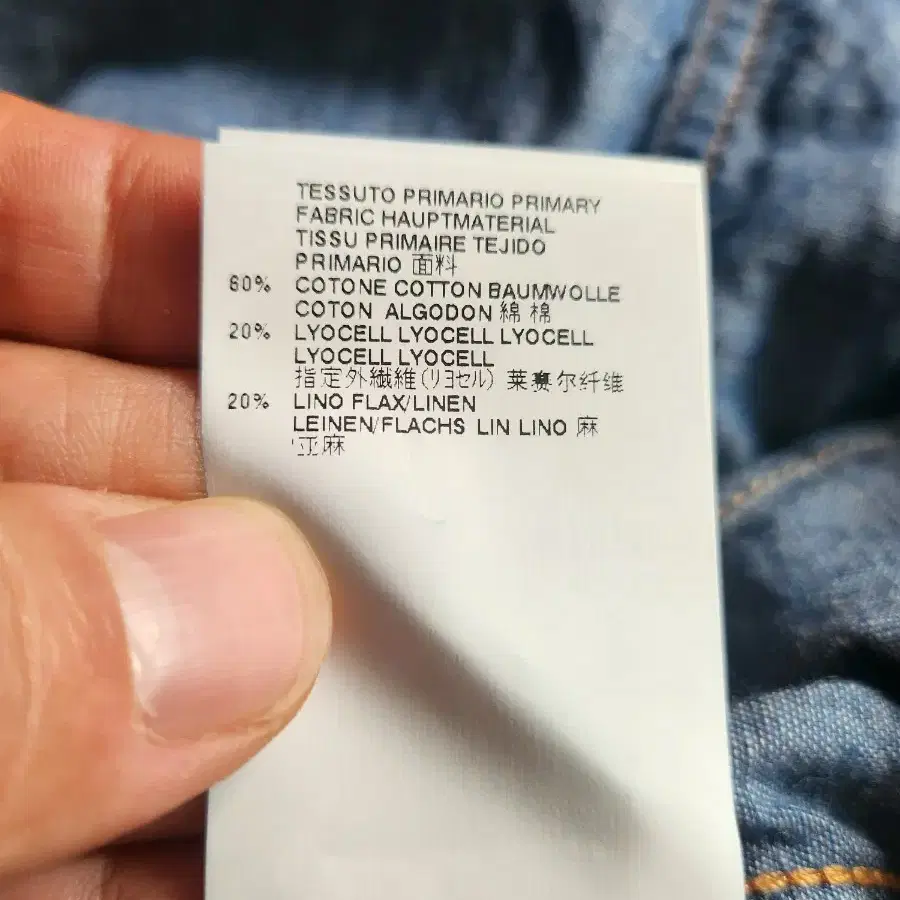 TESSUTO PRIMARIO PRIMARY
FABRIC HAUPTMATERIAL
TISSU PRIMAIRE TEJIDO
PRIMARIO 面料
60% COTONE COTTON BAUMWOLLE
COTON ALGODON 綿 棉
20% LYOCELL LYOCELL LYOCELL
LYOCELL LYOCELL
指定外繊維(リヨセル) 莱赛尔纤维
20% LINO FLAX/LINEN
LEINEN/FLACHS LIN LINO 麻
亚麻